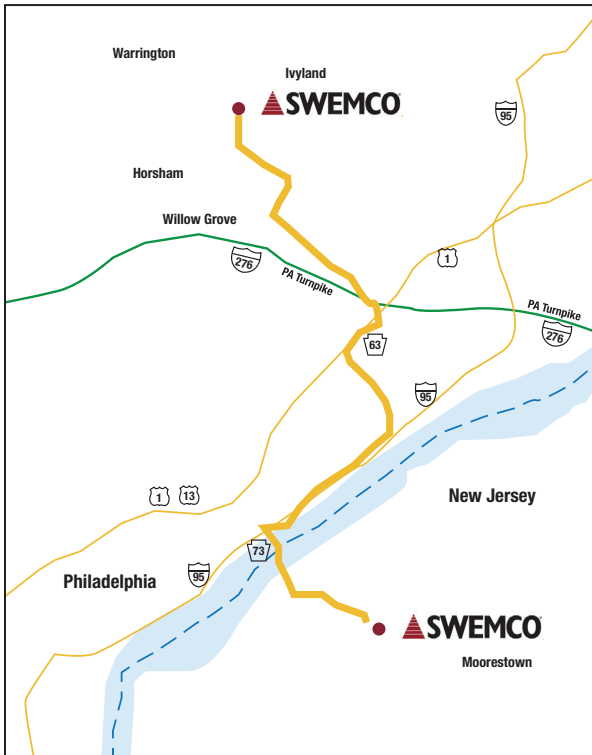 Warrington
Ivyland
SWEMCO
95
Horsham
Willow Grove
276
PA Turnpike
1
PA Turnpike
276
63
95
1
13
New Jersey
73
95
Philadelphia
SWEMCO
Moorestown